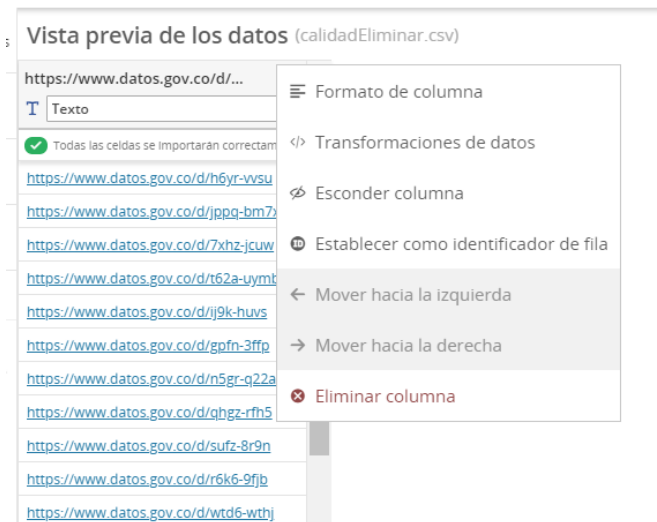 Vista previa de los datos (calidadEliminar.csv)
https://www.datos.gov.co/d/...
T Texto
Todas las celdas se importarán correctam
https://www.datos.gov.co/d/h6yr-vvsu
https://www.datos.gov.co/d/jppq-bm7x
https://www.datos.gov.co/d/7xhz-jcuw
https://www.datos.gov.co/d/t62a-uymb
https://www.datos.gov.co/d/ij9k-huvs
https://www.datos.gov.co/d/gpfn-3ffp
https://www.datos.gov.co/d/n5gr-q22a
https://www.datos.gov.co/d/qhgz-rfh5
https://www.datos.gov.co/d/sufz-8r9n
https://www.datos.gov.co/d/r6k6-9fjb
https://www.datos.gov.co/d/wtd6-wthj
Formato de columna
</> Transformaciones de datos
Esconder columna
ID Establecer como identificador de fila
← Mover hacia la izquierda
→ Mover hacia la derecha
Eliminar columna